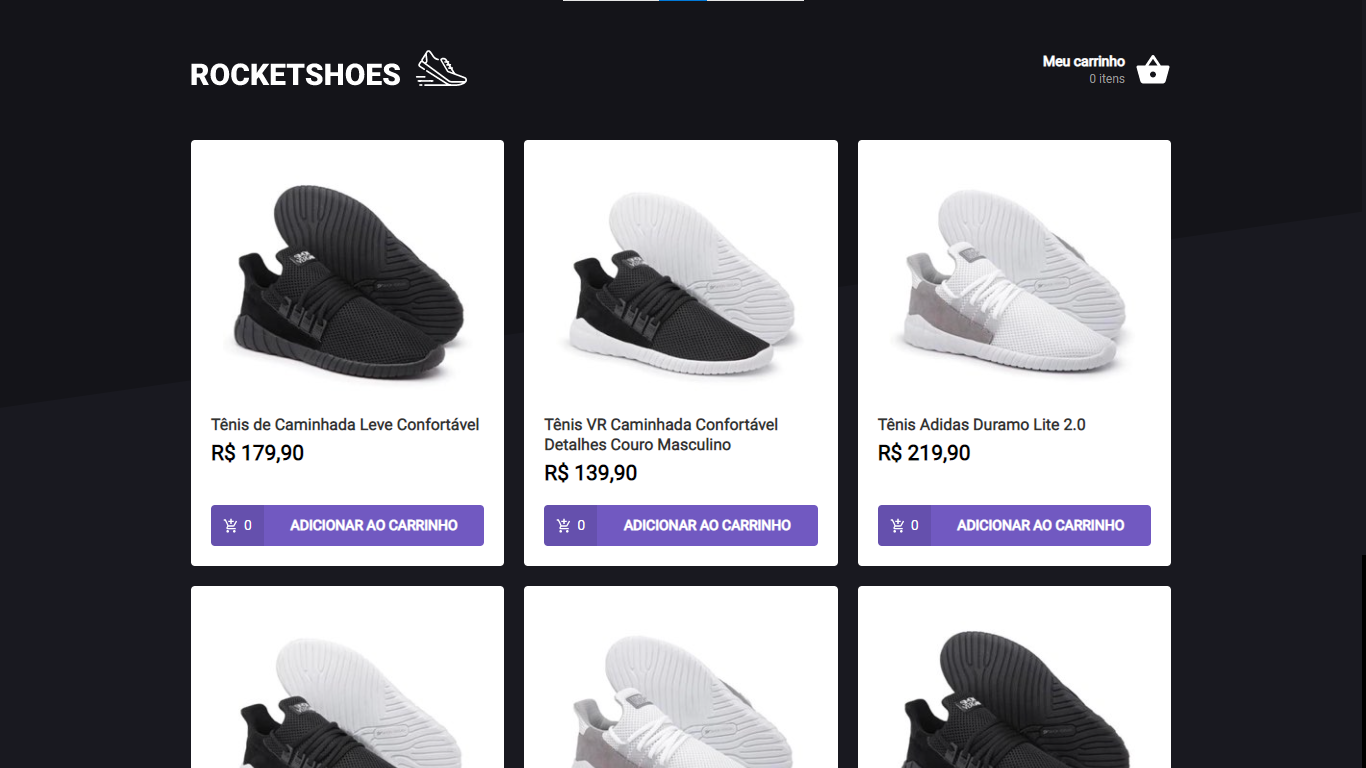 ROCKETSHOES
Meu carrinho
0 itens
Tênis de Caminhada Leve Confortável
R$ 179,90
0 ADICIONAR AO CARRINHO
Tênis VR Caminhada Confortável
Detalhes Couro Masculino
R$ 139,90
0 ADICIONAR AO CARRINHO
Tênis Adidas Duramo Lite 2.0
R$ 219,90
0 ADICIONAR AO CARRINHO